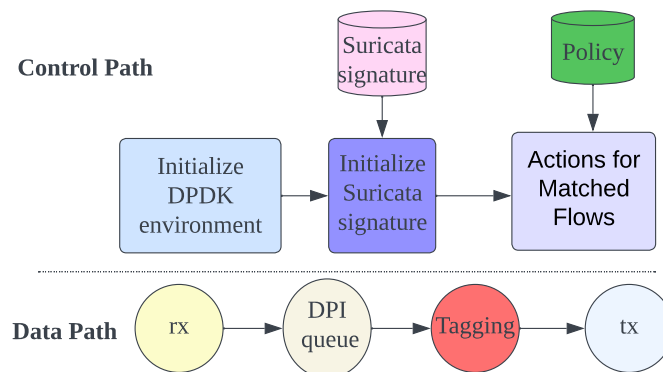 Control Path
Suricata
signature
Policy
Initialize
DPDK
environment
Initialize
Suricata
signature
Actions for
Matched
Flows
Data Path
rx
DPI
queue
Tagging
tx